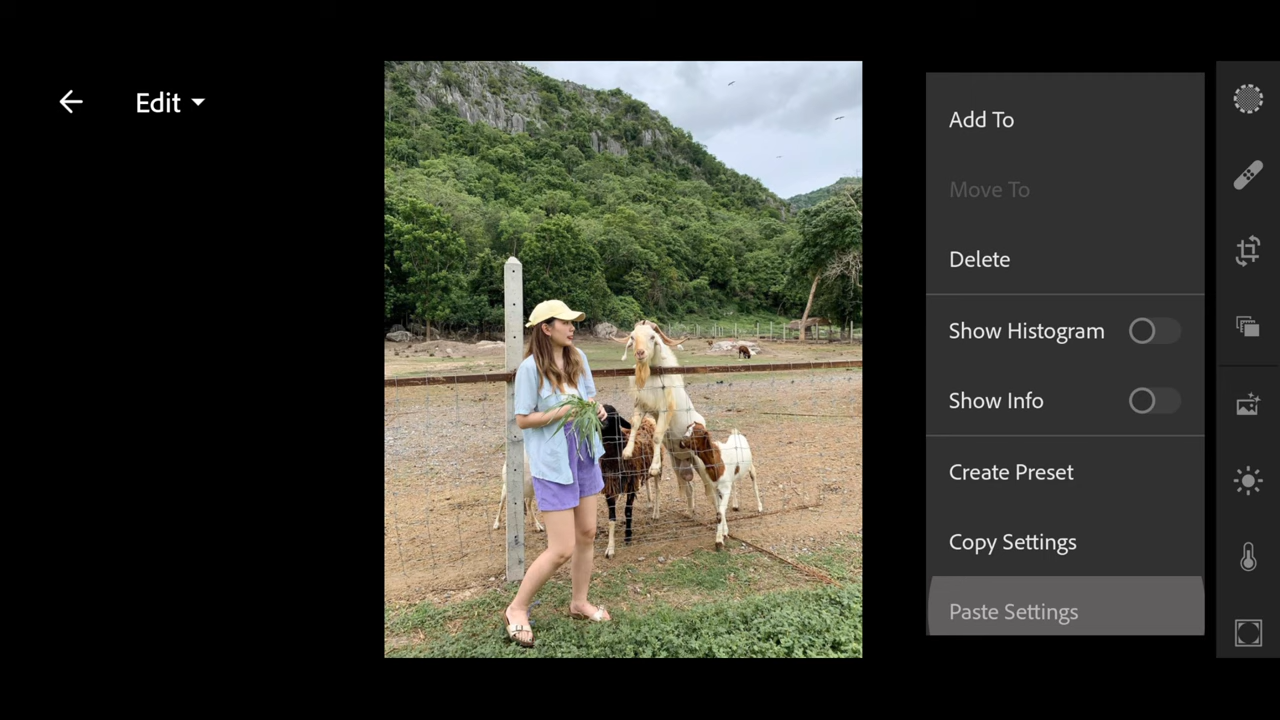 Edit
Add To
Move To
Delete
Show Histogram
Show Info
Create Preset
Copy Settings
Paste Settings